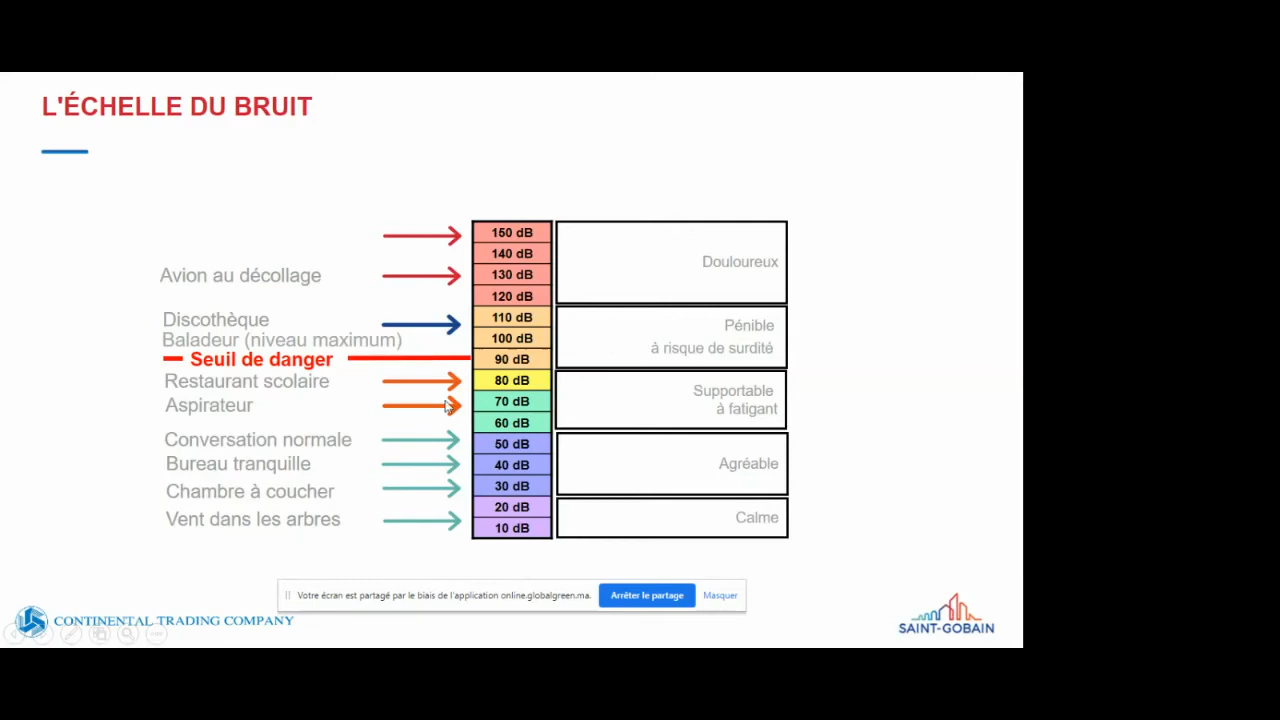 L'ÉCHELLE DU BRUIT
150 dB
140 dB
Douloureux
Avion au décollage
130 dB
120 dB
Discothèque
110 dB
Pénible
Baladeur (niveau maximum)
100 dB
à risque de surdité
Seuil de danger
90 dB
Restaurant scolaire
80 dB
Supportable
Aspirateur
70 dB
à fatigant
60 dB
Conversation normale
50 dB
Bureau tranquille
40 dB
Agréable
Chambre à coucher
30 dB
20 dB
Vent dans les arbres
10 dB
Calme
Votre écran est partagé par le biais de l'application online.globalgreen.ma.
Arrêter le partage
Masquer
CONTINENTAL TRADING COMPANY
SAINT-GOBAIN